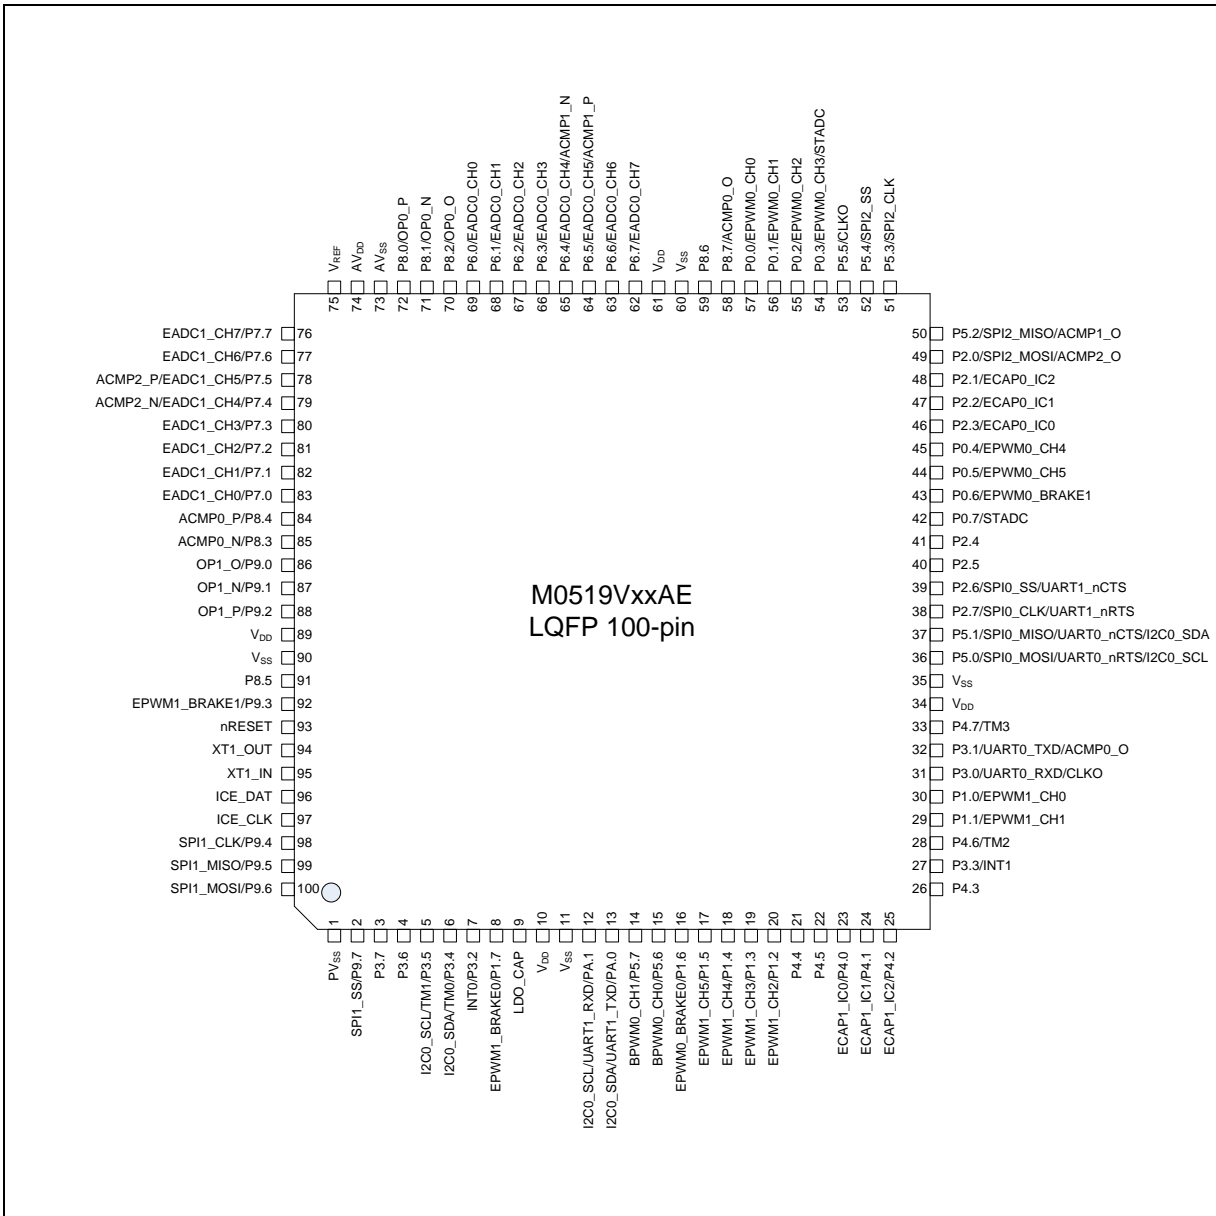 V_REF
AV_DD
AV_SS
P8.0/OP0_P
P8.1/OP0_N
P8.2/OP0_O
P6.0/EADC0_CH0
P6.1/EADC0_CH1
P6.2/EADC0_CH2
P6.3/EADC0_CH3
P6.4/EADC0_CH4/ACMP1_N
P6.5/EADC0_CH5/ACMP1_P
P6.6/EADC0_CH6
P6.7/EADC0_CH7
V_DD
V_SS
P8.6
P8.7/ACMP0_O
P0.0/EPWM0_CH0
P0.1/EPWM0_CH1
P0.2/EPWM0_CH2
P0.3/EPWM0_CH3/STADC
P5.5/CLKO
P5.4/SPI2_SS
P5.3/SPI2_CLK
75 74 73 72 71 70 69 68 67 66 65 64 63 62 61 60 59 58 57 56 55 54 53 52 51
EADC1_CH7/P7.7 76
EADC1_CH6/P7.6 77
ACMP2_P/EADC1_CH5/P7.5 78
ACMP2_N/EADC1_CH4/P7.4 79
EADC1_CH3/P7.3 80
EADC1_CH2/P7.2 81
EADC1_CH1/P7.1 82
EADC1_CH0/P7.0 83
ACMP0_P/P8.4 84
ACMP0_N/P8.3 85
OP1_O/P9.0 86
OP1_N/P9.1 87
OP1_P/P9.2 88
V_DD 89
V_SS 90
P8.5 91
EPWM1_BRAKE1/P9.3 92
nRESET 93
XT1_OUT 94
XT1_IN 95
ICE_DAT 96
ICE_CLK 97
SPI1_CLK/P9.4 98
SPI1_MISO/P9.5 99
SPI1_MOSI/P9.6 100
M0519VxxAE
LQFP 100-pin
50 P5.2/SPI2_MISO/ACMP1_O
49 P2.0/SPI2_MOSI/ACMP2_O
48 P2.1/ECAP0_IC2
47 P2.2/ECAP0_IC1
46 P2.3/ECAP0_IC0
45 P0.4/EPWM0_CH4
44 P0.5/EPWM0_CH5
43 P0.6/EPWM0_BRAKE1
42 P0.7/STADC
41 P2.4
40 P2.5
39 P2.6/SPI0_SS/UART1_nCTS
38 P2.7/SPI0_CLK/UART1_nRTS
37 P5.1/SPI0_MISO/UART0_nCTS/I2C0_SDA
36 P5.0/SPI0_MOSI/UART0_nRTS/I2C0_SCL
35 V_SS
34 V_DD
33 P4.7/TM3
32 P3.1/UART0_TXD/ACMP0_O
31 P3.0/UART0_RXD/CLKO
30 P1.0/EPWM1_CH0
29 P1.1/EPWM1_CH1
28 P4.6/TM2
27 P3.3/INT1
26 P4.3
1 2 3 4 5 6 7 8 9 10 11 12 13 14 15 16 17 18 19 20 21 22 23 24 25
PV_SS
SPI1_SS/P9.7
P3.7
P3.6
I2C0_SCL/TM1/P3.5
I2C0_SDA/TM0/P3.4
INT0/P3.2
EPWM1_BRAKE0/P1.7
LDO_CAP
V_DD
V_SS
I2C0_SCL/UART1_RXD/PA.1
I2C0_SDA/UART1_TXD/PA.0
BPWM0_CH1/P5.7
BPWM0_CH0/P5.6
EPWM0_BRAKE0/P1.6
EPWM1_CH5/P1.5
EPWM1_CH4/P1.4
EPWM1_CH3/P1.3
EPWM1_CH2/P1.2
P4.4
P4.5
ECAP1_IC0/P4.0
ECAP1_IC1/P4.1
ECAP1_IC2/P4.2